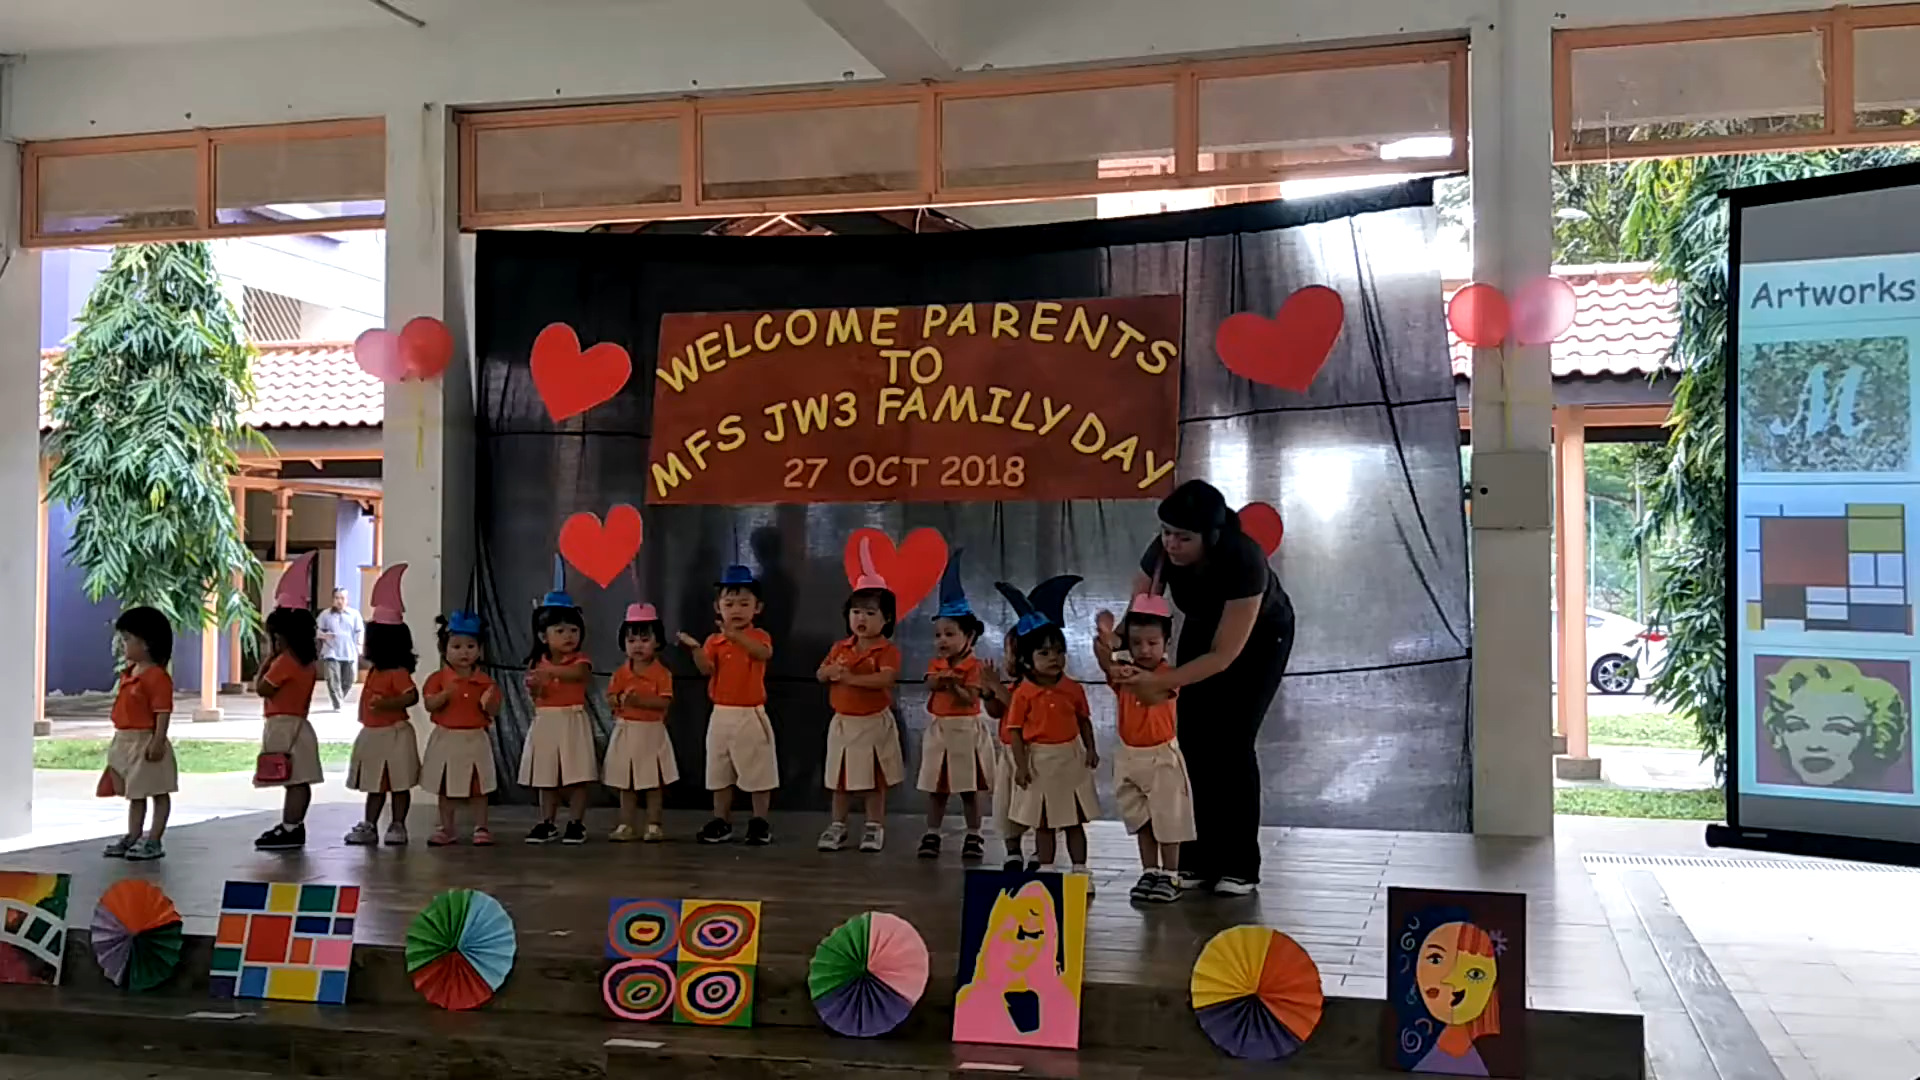 WELCOME PARENTS
TO
MFS JW3 FAMILY DAY
27 OCT 2018
Artworks
M